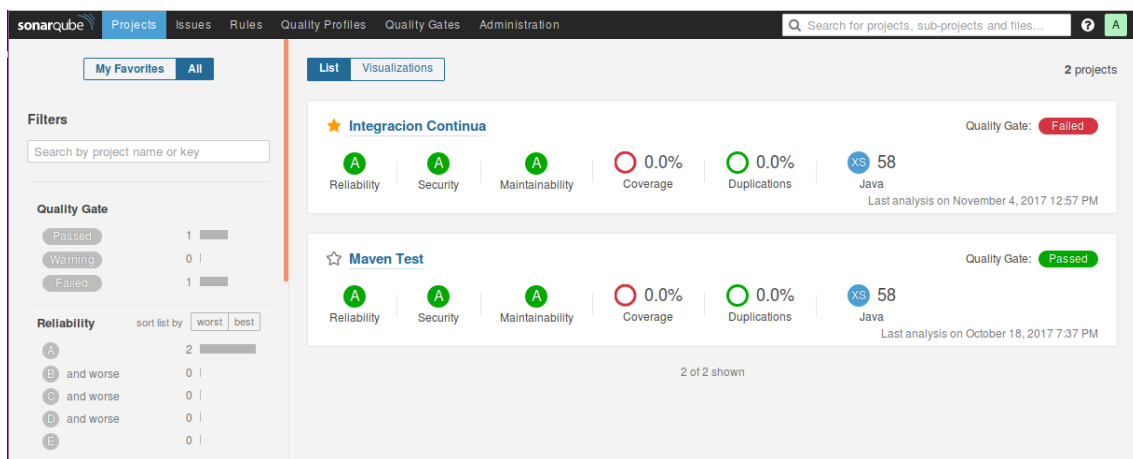 sonarqube Projects Issues Rules Quality Profiles Quality Gates Administration Search for projects, sub-projects and files... ? A
My Favorites All
List Visualizations
2 projects
Filters
Search by project name or key
Quality Gate
Passed 1
Warning 0
Failed 1
Reliability sort list by worst best
A 2
B and worse 0
C and worse 0
D and worse 0
E 0
Integracion Continua
Quality Gate: Failed
A A A 0.0% 0.0% XS 58
Reliability Security Maintainability Coverage Duplications Java
Last analysis on November 4, 2017 12:57 PM
Maven Test
Quality Gate: Passed
A A A 0.0% 0.0% XS 58
Reliability Security Maintainability Coverage Duplications Java
Last analysis on October 18, 2017 7:37 PM
2 of 2 shown